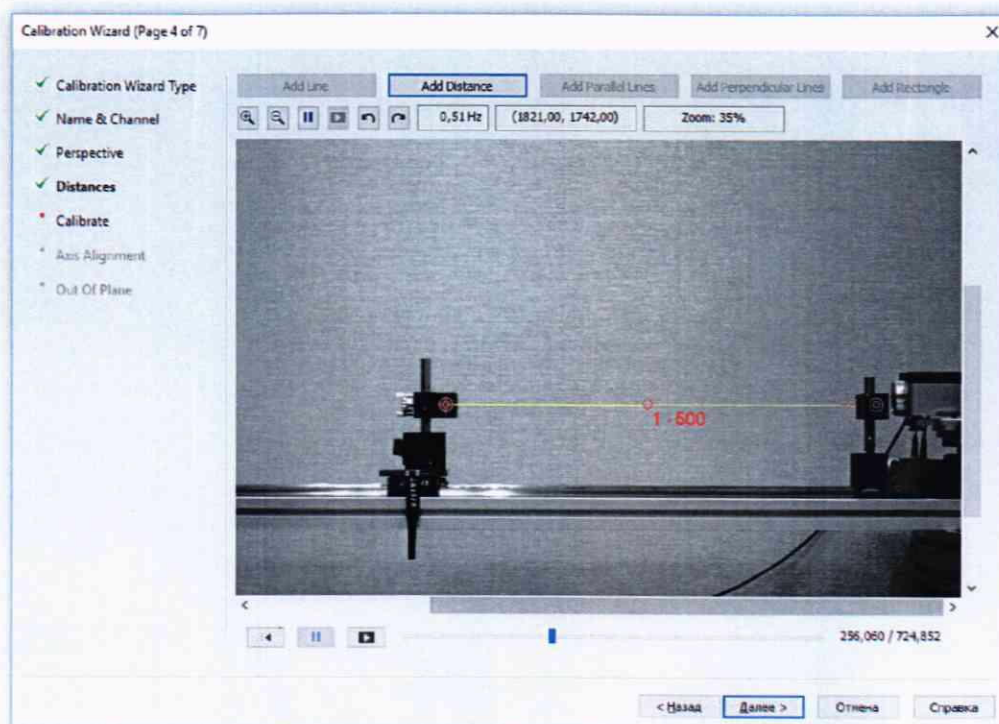 Calibration Wizard (Page 4 of 7)
Calibration Wizard Type
Name & Channel
Perspective
Distances
Calibrate
Axis Alignment
Out Of Plane
Add Line
Add Distance
Add Parallel Lines
Add Perpendicular Lines
Add Rectangle
0,51 Hz
(1821,00, 1742,00)
Zoom: 35%
1 - 500
256,060 / 724,852
< Назад
Далее >
Отмена
Справка